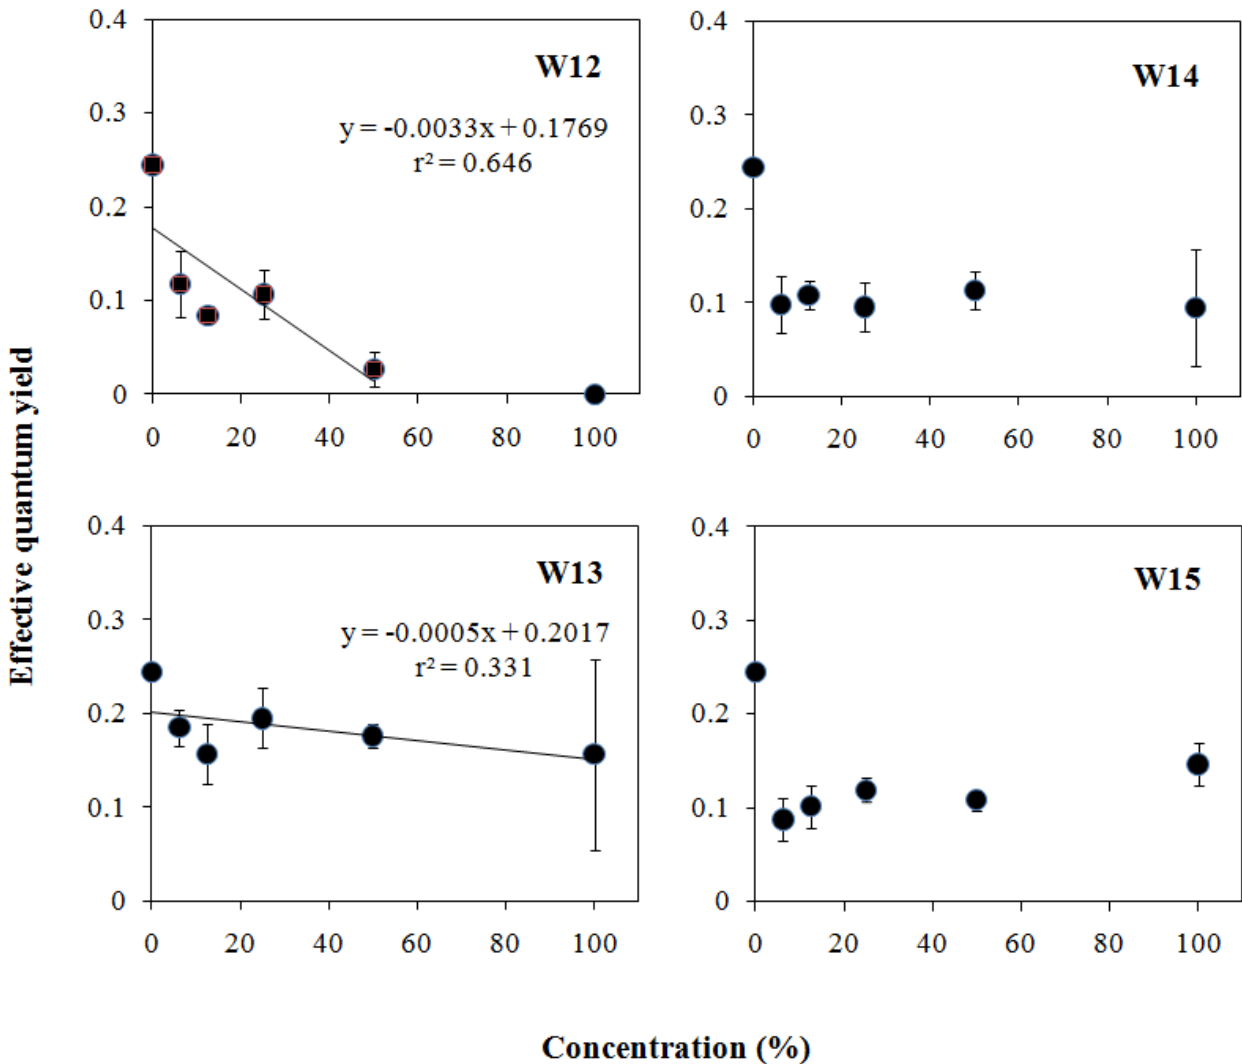 Effective quantum yield
W12
y = -0.0033x + 0.1769
r² = 0.646
0.4
0.3
0.2
0.1
0
0 20 40 60 80 100
W14
0.4
0.3
0.2
0.1
0
0 20 40 60 80 100
W13
y = -0.0005x + 0.2017
r² = 0.331
0.4
0.3
0.2
0.1
0
0 20 40 60 80 100
W15
0.4
0.3
0.2
0.1
0
0 20 40 60 80 100
Concentration (%)